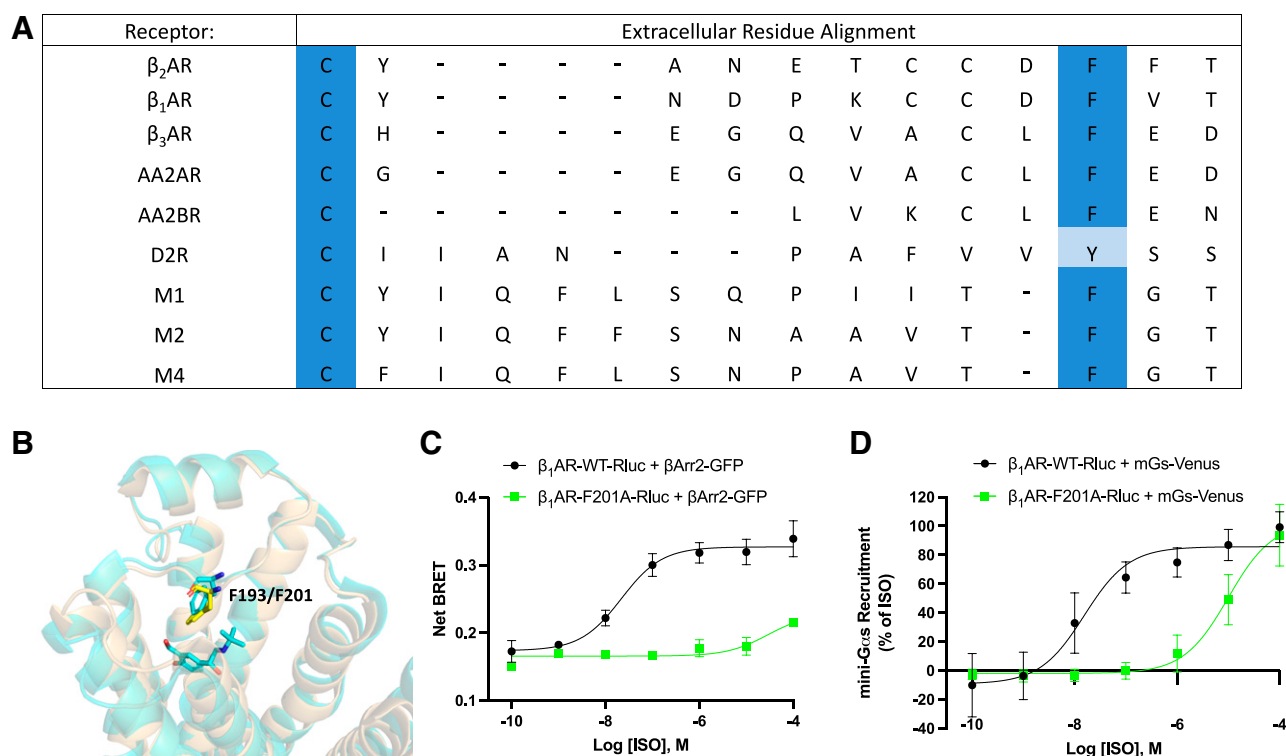 A
Receptor: Extracellular Residue Alignment
β₂AR C Y - - - - A N E T C C D F F T
β₁AR C Y - - - - N D P K C C D F V T
β₃AR C H - - - - E G Q V A C L F E D
AA2AR C G - - - - E G Q V A C L F E D
AA2BR C - - - - - - - L V K C L F E N
D2R C I I A N - - - P A F V V Y S S
M1 C Y I Q F L S Q P I I T - F G T
M2 C Y I Q F F S N A A V T - F G T
M4 C F I Q F L S N P A V T - F G T
B
F193/F201
C
β₁AR-WT-Rluc + βArr2-GFP
β₁AR-F201A-Rluc + βArr2-GFP
Net BRET
0.4
0.3
0.2
0.1
-10 -8 -6 -4
Log [ISO], M
D
β₁AR-WT-Rluc + mGs-Venus
β₁AR-F201A-Rluc + mGs-Venus
mini-Gαs Recruitment
(% of ISO)
120
100
80
60
40
20
0
-20
-40
-10 -8 -6 -4
Log [ISO], M